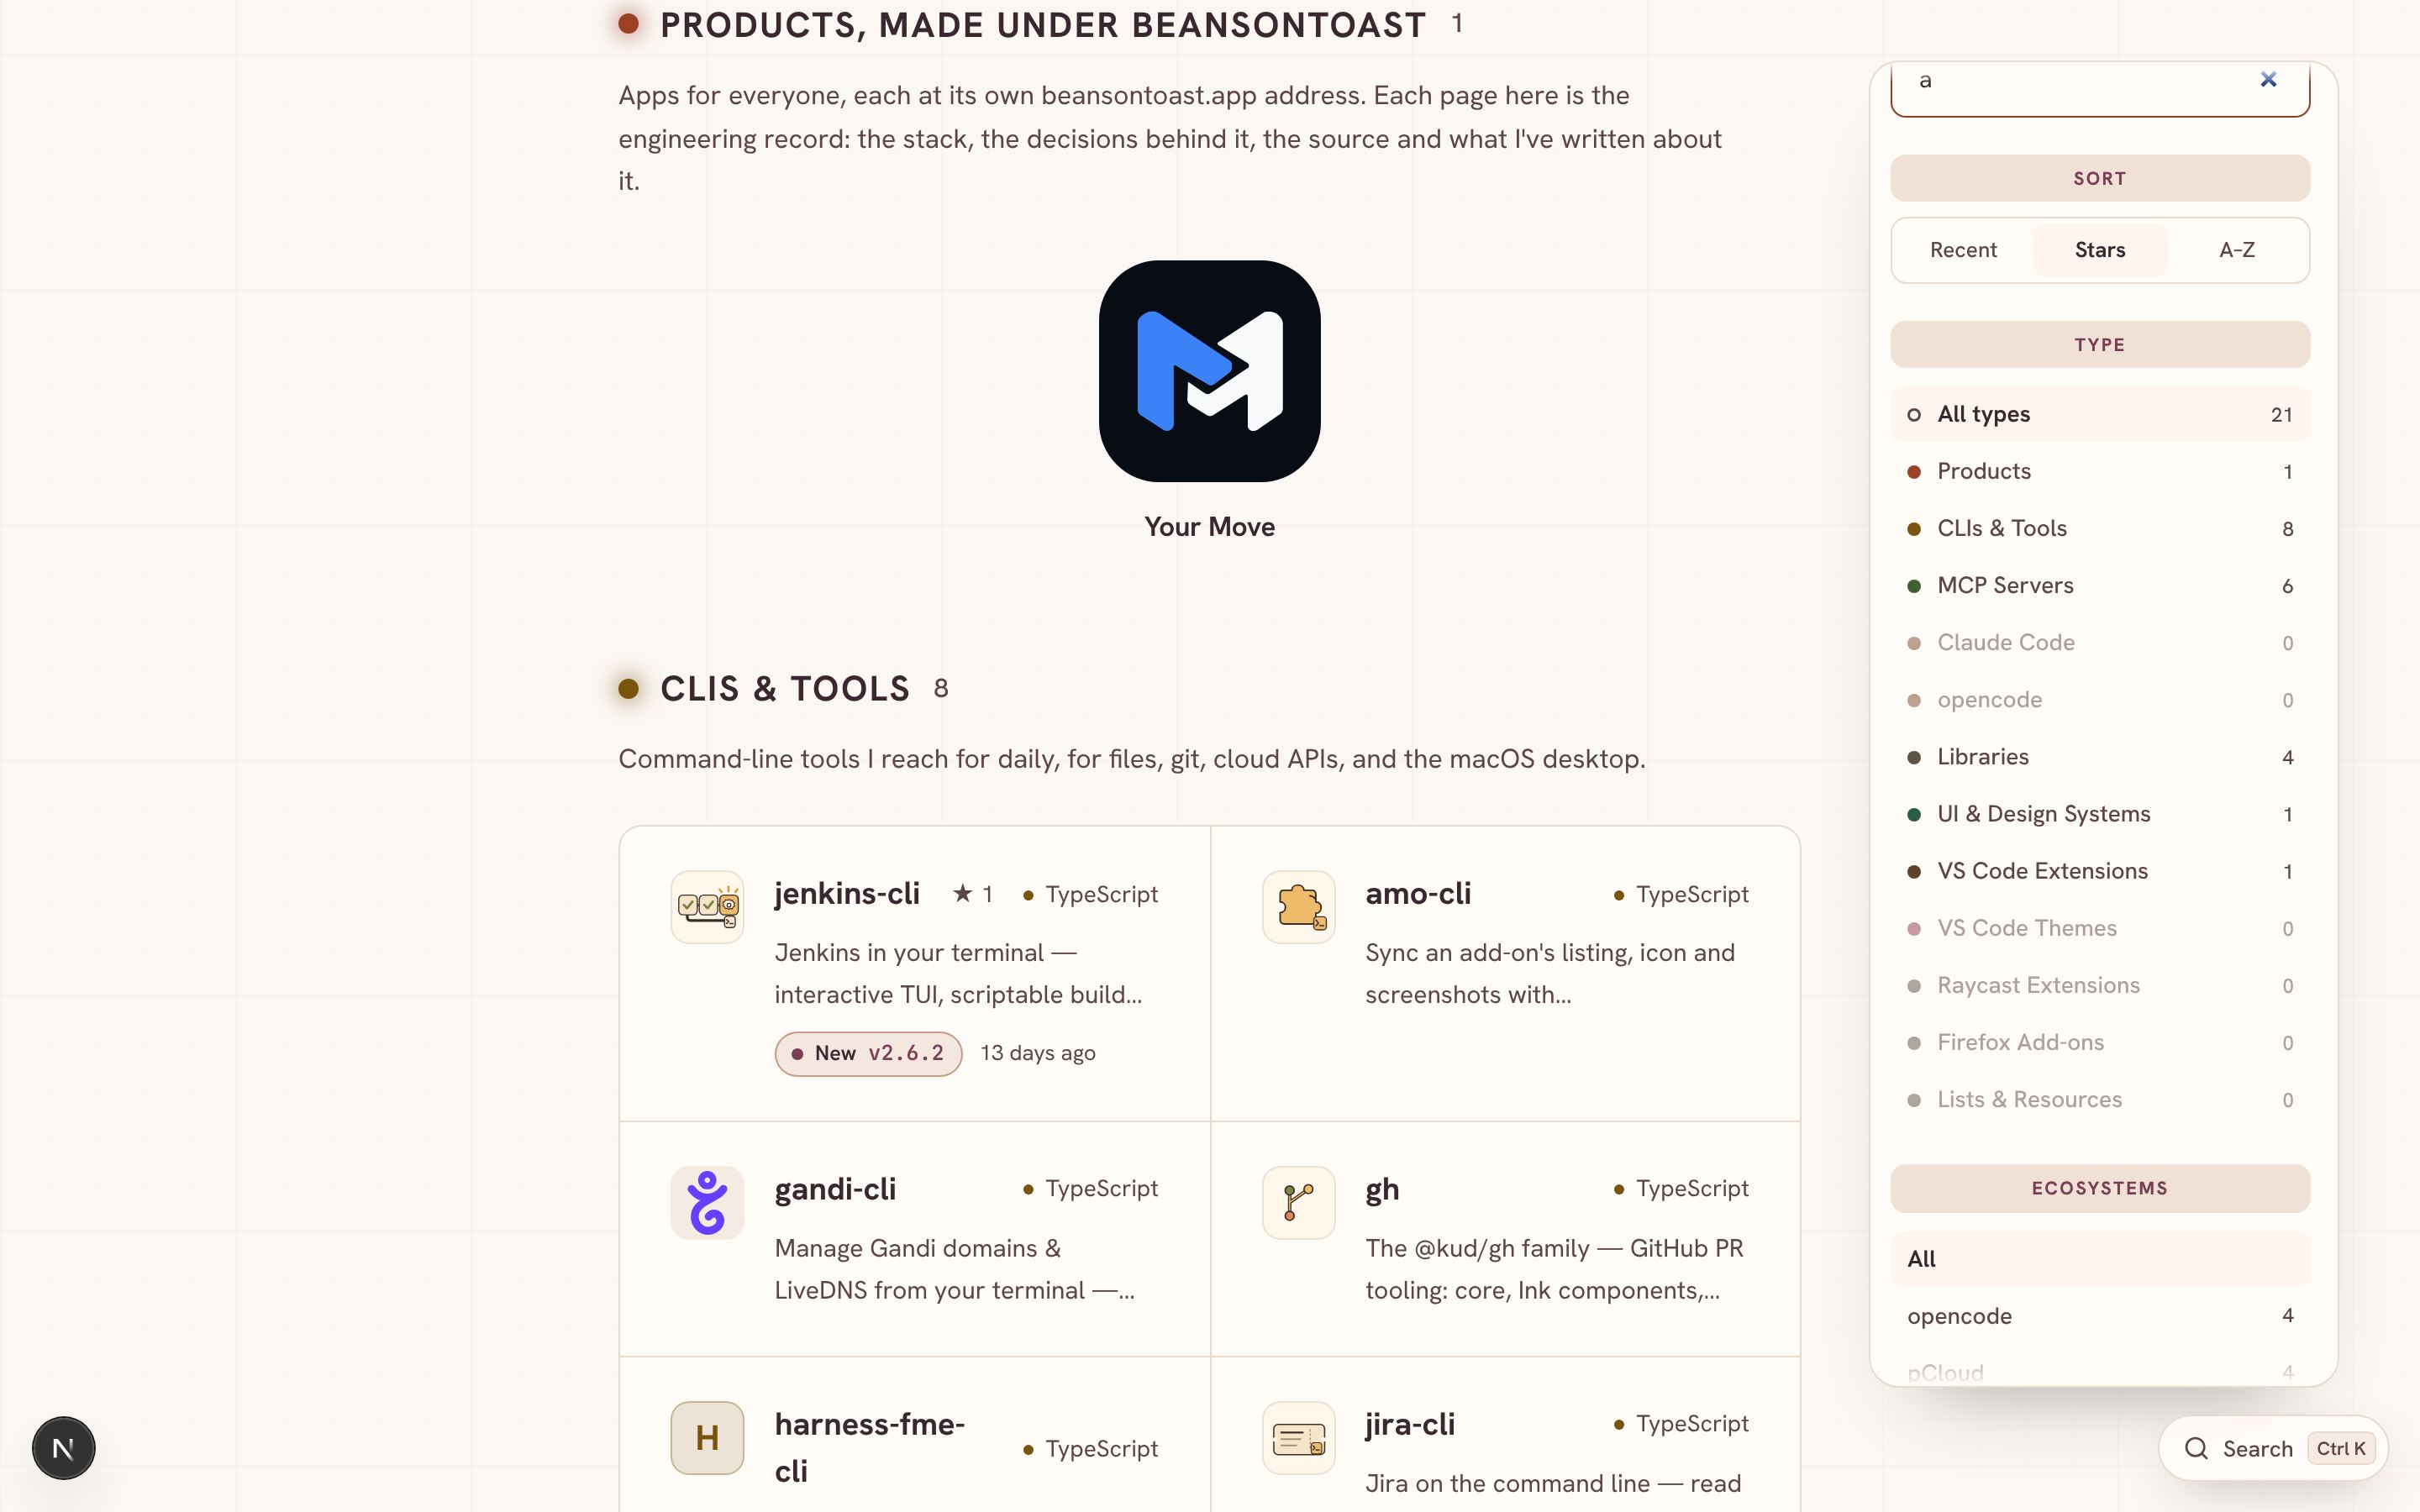 PRODUCTS, MADE UNDER BEANSONTOAST 1
Apps for everyone, each at its own beansontoast.app address. Each page here is the
engineering record: the stack, the decisions behind it, the source and what I've written about
it.
Your Move
CLIS & TOOLS 8
Command-line tools I reach for daily, for files, git, cloud APIs, and the macOS desktop.
jenkins-cli ★ 1 TypeScript
Jenkins in your terminal —
interactive TUI, scriptable build...
New v2.6.2 13 days ago
amo-cli TypeScript
Sync an add-on's listing, icon and
screenshots with...
gandi-cli TypeScript
Manage Gandi domains &
LiveDNS from your terminal —...
gh TypeScript
The @kud/gh family — GitHub PR
tooling: core, Ink components,...
H
harness-fme-
cli
TypeScript
jira-cli TypeScript
Jira on the command line — read
a
SORT
Recent Stars A–Z
TYPE
All types 21
Products 1
CLIs & Tools 8
MCP Servers 6
Claude Code 0
opencode 0
Libraries 4
UI & Design Systems 1
VS Code Extensions 1
VS Code Themes 0
Raycast Extensions 0
Firefox Add-ons 0
Lists & Resources 0
ECOSYSTEMS
All
opencode 4
pCloud 4
N
Search Ctrl K